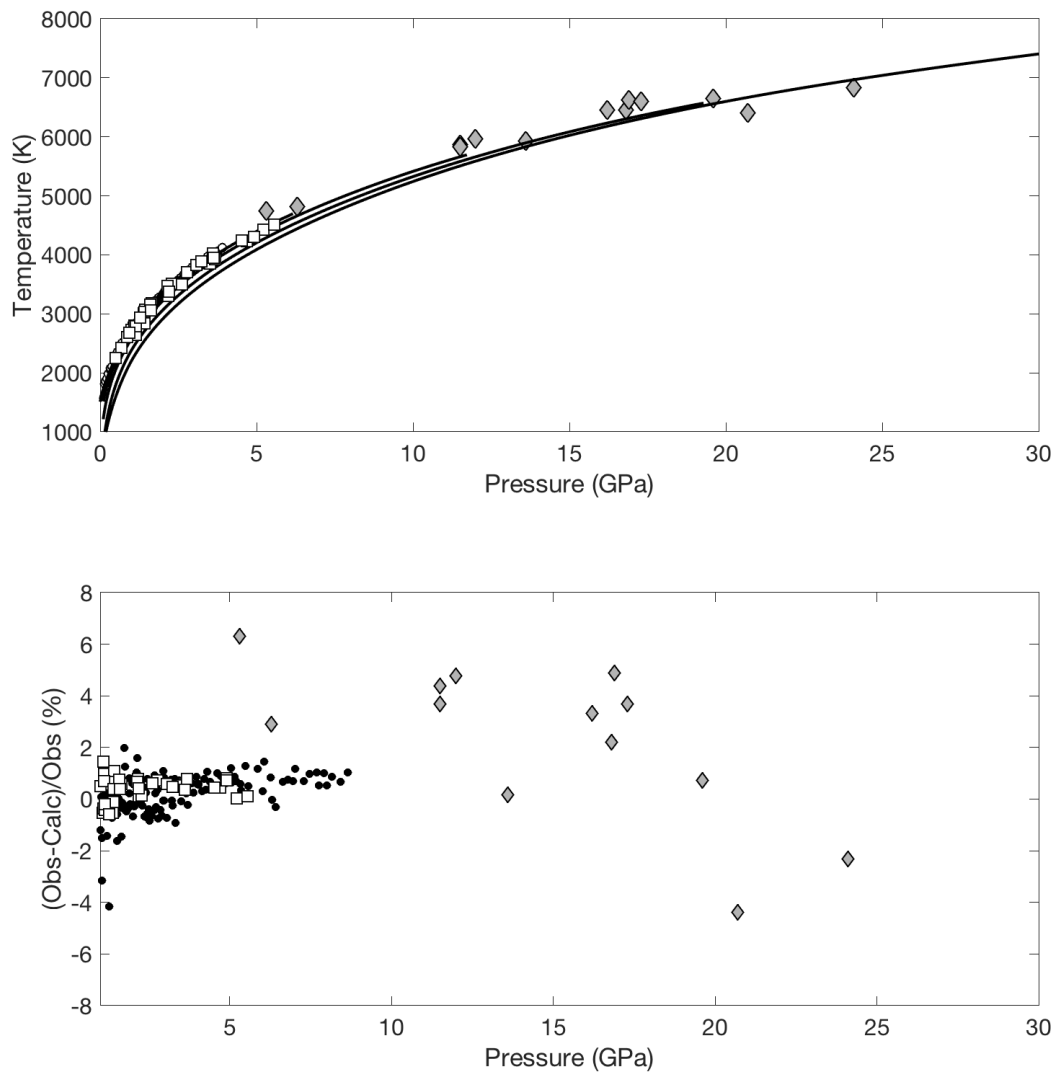 8000
7000
6000
5000
4000
3000
2000
1000
Temperature (K)
0 5 10 15 20 25 30
Pressure (GPa)
8
6
4
2
0
-2
-4
-6
-8
(Obs-Calc)/Obs (%)
5 10 15 20 25 30
Pressure (GPa)